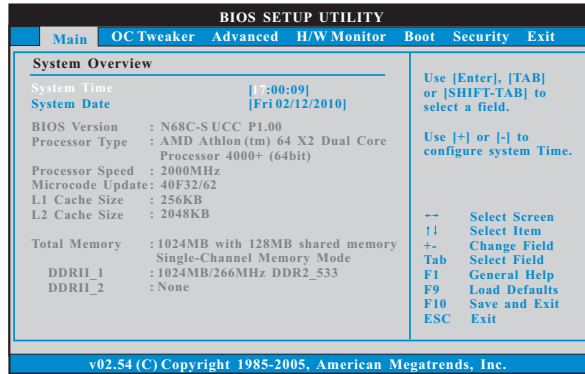 BIOS SETUP UTILITY
Main OC Tweaker Advanced H/W Monitor Boot Security Exit
System Overview
System Time [17:00:09]
System Date [Fri 02/12/2010]
BIOS Version : N68C-S UCC P1.00
Processor Type : AMD Athlon (tm) 64 X2 Dual Core
Processor 4000+ (64bit)
Processor Speed : 2000MHz
Microcode Update : 40F32/62
L1 Cache Size : 256KB
L2 Cache Size : 2048KB
Total Memory : 1024MB with 128MB shared memory
Single-Channel Memory Mode
DDRII_1 : 1024MB/266MHz DDR2_533
DDRII_2 : None
Use [Enter], [TAB]
or [SHIFT-TAB] to
select a field.
Use [+] or [-] to
configure system Time.
↔ Select Screen
↑↓ Select Item
+- Change Field
Tab Select Field
F1 General Help
F9 Load Defaults
F10 Save and Exit
ESC Exit
v02.54 (C) Copyright 1985-2005, American Megatrends, Inc.